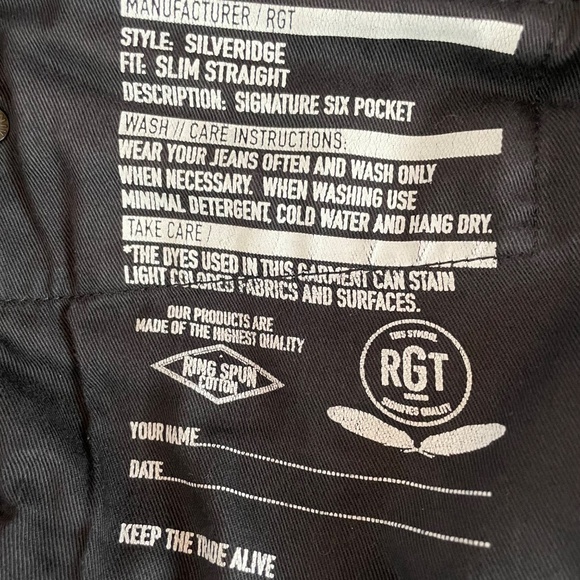 MANUFACTURER / RGT
STYLE: SILVERIDGE
FIT: SLIM STRAIGHT
DESCRIPTION: SIGNATURE SIX POCKET
WASH // CARE INSTRUCTIONS:
WEAR YOUR JEANS OFTEN AND WASH ONLY
WHEN NECESSARY. WHEN WASHING USE
MINIMAL DETERGENT, COLD WATER AND HANG DRY.
TAKE CARE /
*THE DYES USED IN THIS GARMENT CAN STAIN
LIGHT COLORED FABRICS AND SURFACES.
OUR PRODUCTS ARE
MADE OF THE HIGHEST QUALITY
RING SPUN
COTTON
THIS SYMBOL
RGT
SIGNIFIES QUALITY
YOUR NAME
DATE
KEEP THE TRADE ALIVE